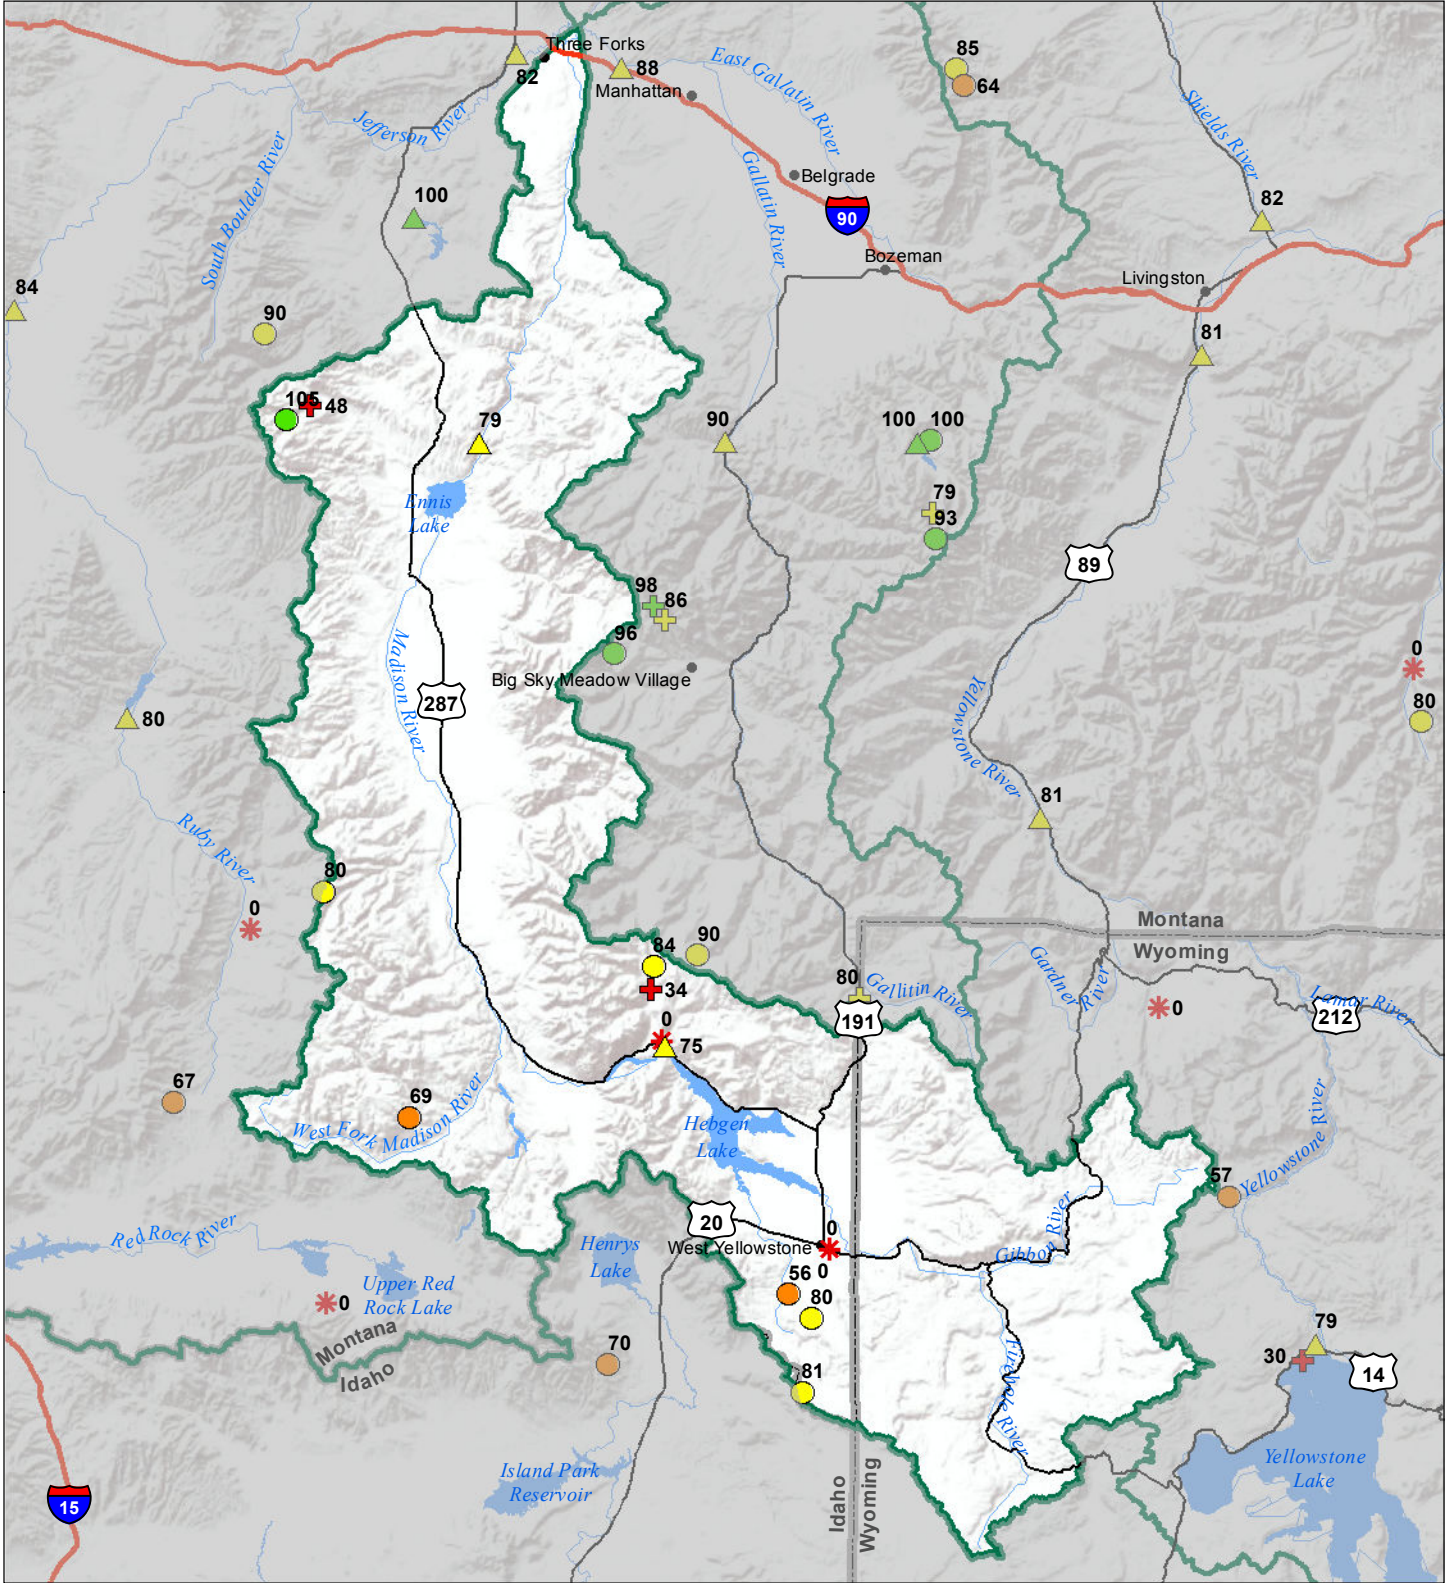 Three Forks
82
88
Manhattan
East Gallatin River
85
64
Shields River
Jefferson River
South Boulder River
Gallatin River
Belgrade
90
100
82
Bozeman
Livingston
84
90
81
105
48
79
90
100
100
Ennis
Lake
79
93
89
98
86
96
Big Sky Meadow Village
Madison River
287
0
80
80
Yellowstone River
81
Ruby River
80
0
Montana
Wyoming
84
90
34
80
Gallitin River
Gardner River
Lamar River
191
212
0
0
75
67
69
West Fork Madison River
Hebgen
Lake
Yellowstone River
57
Red Rock River
Henrys
Lake
20
West Yellowstone
0
0
Gibbon River
Upper Red
Rock Lake
0
Montana
Idaho
56
80
70
81
Firehole River
79
30
14
Island Park
Reservoir
Idaho
Wyoming
Yellowstone
Lake
15